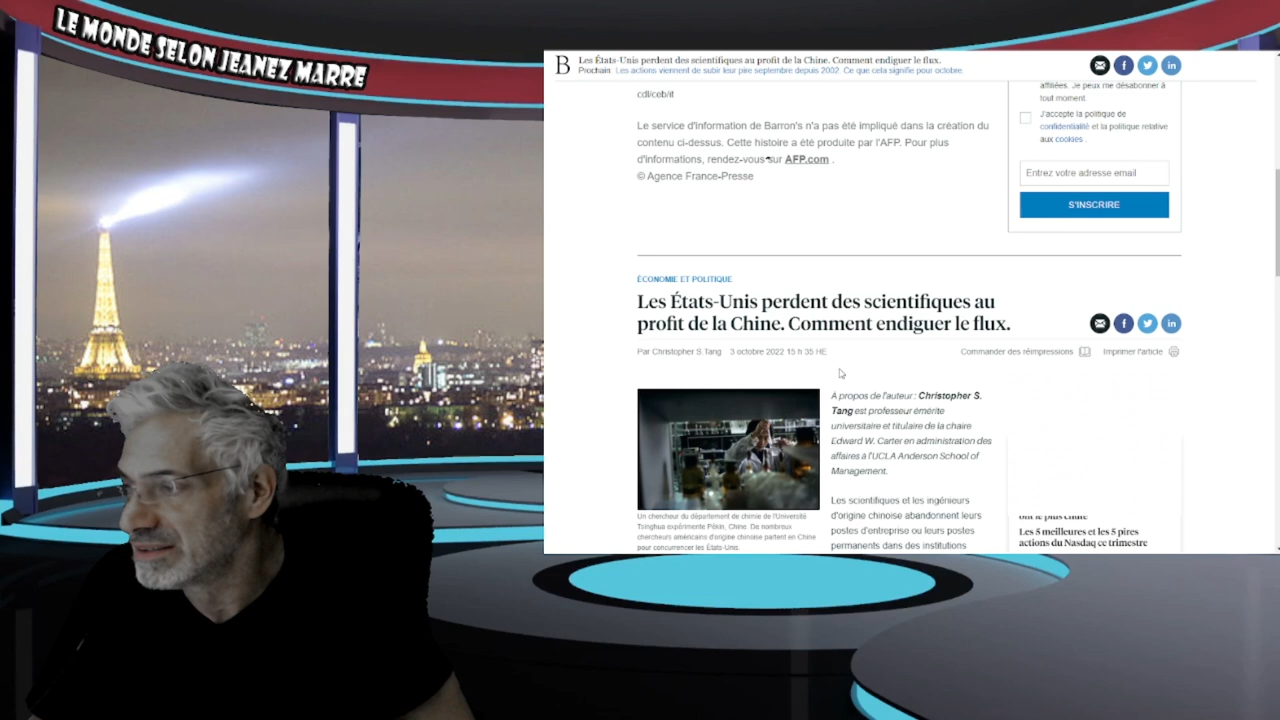 LE MONDE SELON JEANEZ MARRE
B
Les États-Unis perdent des scientifiques au profit de la Chine. Comment endiguer le flux.
Prochain Les actions viennent de subir leur pire septembre depuis 2002. Ce que cela signifie pour octobre.
cdl/ceb/it
Le service d'information de Barron's n'a pas été impliqué dans la création du
contenu ci-dessus. Cette histoire a été produite par l'AFP. Pour plus
d'informations, rendez-vous sur AFP.com .
© Agence France-Presse
affiliées. Je peux me désabonner à
tout moment.
J'accepte la politique de
confidentialité et la politique relative
aux cookies .
Entrez votre adresse email
S'INSCRIRE
ÉCONOMIE ET POLITIQUE
Les États-Unis perdent des scientifiques au
profit de la Chine. Comment endiguer le flux.
Par Christopher S. Tang 3 octobre 2022 15 h 35 HE
Commander des réimpressions Imprimer l'article
Un chercheur du département de chimie de l'Université
Tsinghua expérimente Pékin, Chine. De nombreux
chercheurs américains d'origine chinoise partent en Chine
pour concurrencer les États-Unis.
À propos de l'auteur : Christopher S.
Tang est professeur émérite
universitaire et titulaire de la chaire
Edward W. Carter en administration des
affaires à l'UCLA Anderson School of
Management.
Les scientifiques et les ingénieurs
d'origine chinoise abandonnent leurs
postes d'entreprise ou leurs postes
permanents dans des institutions
ont le plus chuté
Les 5 meilleures et les 5 pires
actions du Nasdaq ce trimestre